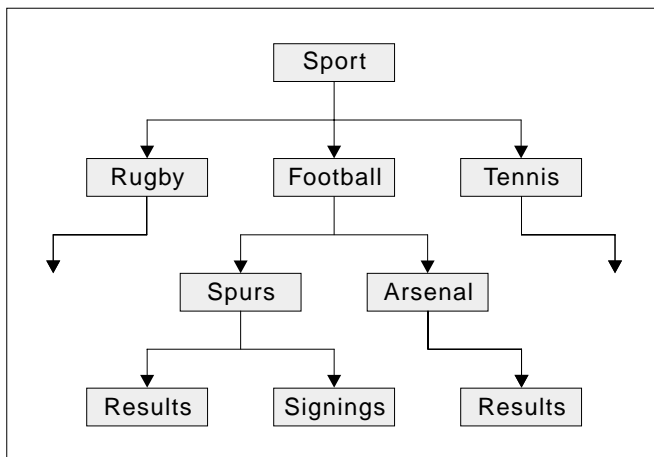 Sport
Rugby
Football
Tennis
Spurs
Arsenal
Results
Signings
Results